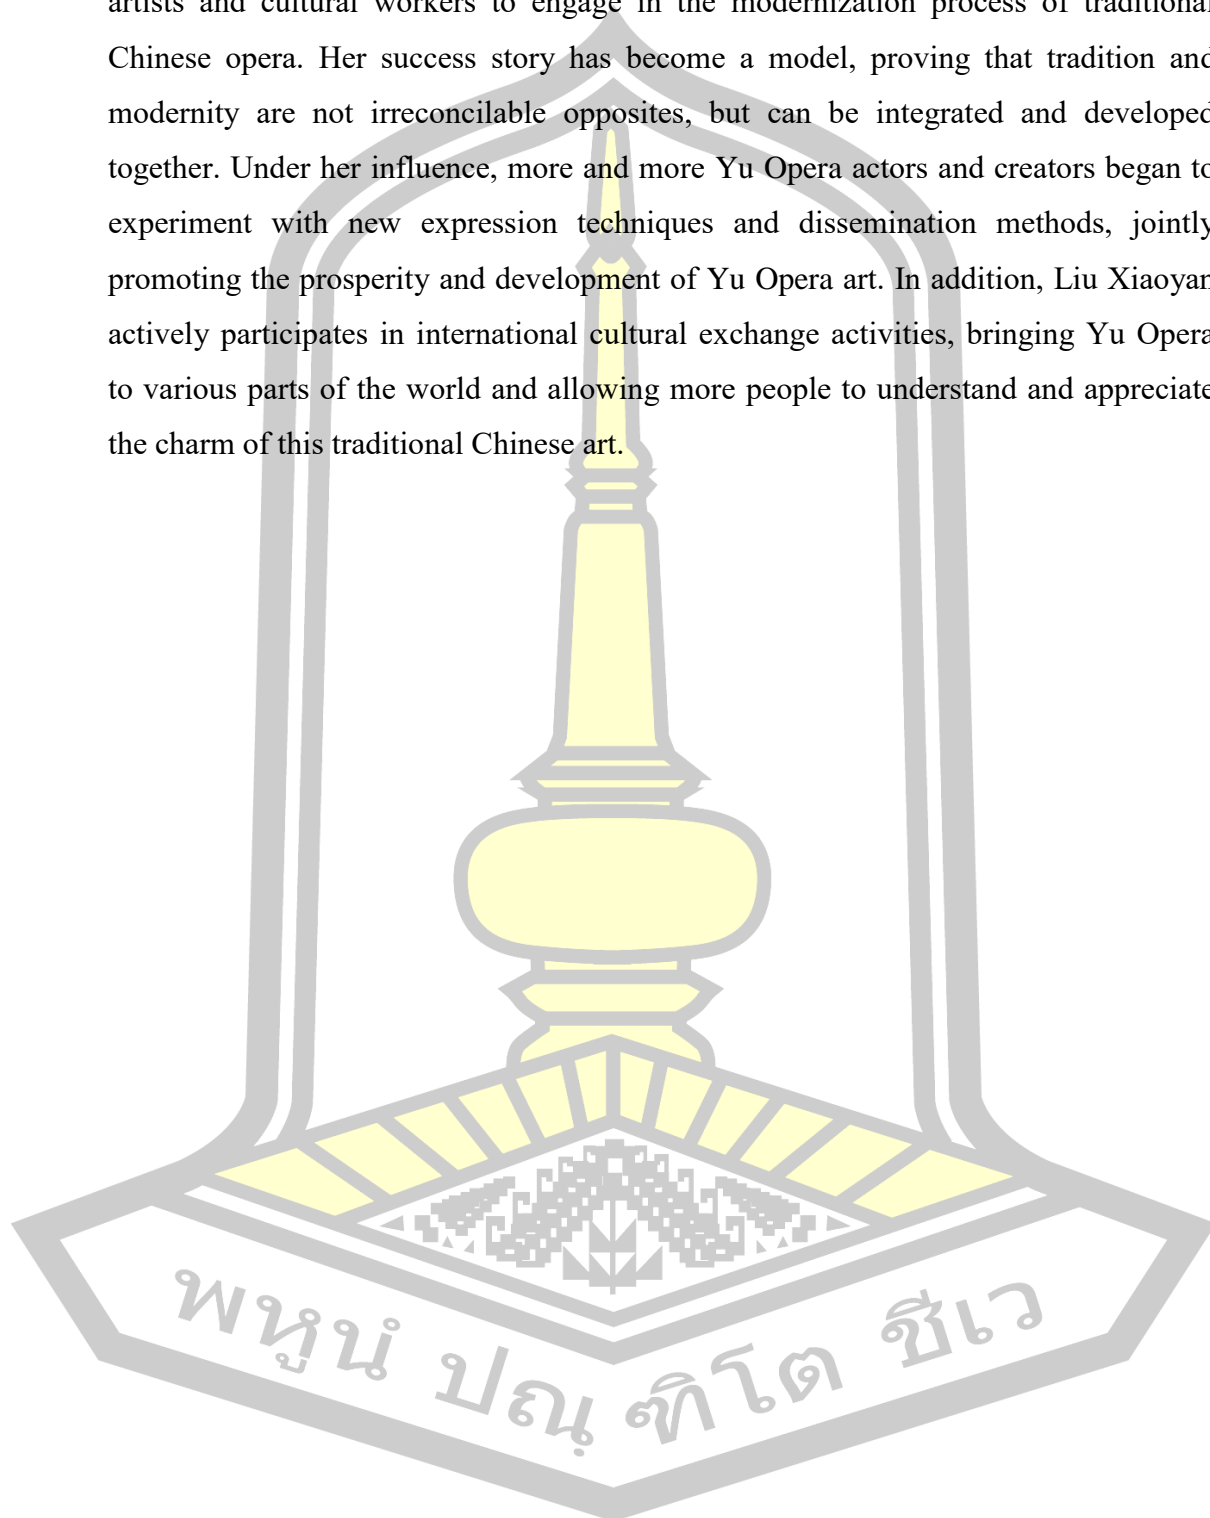 artists and cultural workers to engage in the modernization process of traditional
Chinese opera. Her success story has become a model, proving that tradition and
modernity are not irreconcilable opposites, but can be integrated and developed
together. Under her influence, more and more Yu Opera actors and creators began to
experiment with new expression techniques and dissemination methods, jointly
promoting the prosperity and development of Yu Opera art. In addition, Liu Xiaoyan
actively participates in international cultural exchange activities, bringing Yu Opera
to various parts of the world and allowing more people to understand and appreciate
the charm of this traditional Chinese art.
พหูนํ ปณฺฑิโต ชีเว